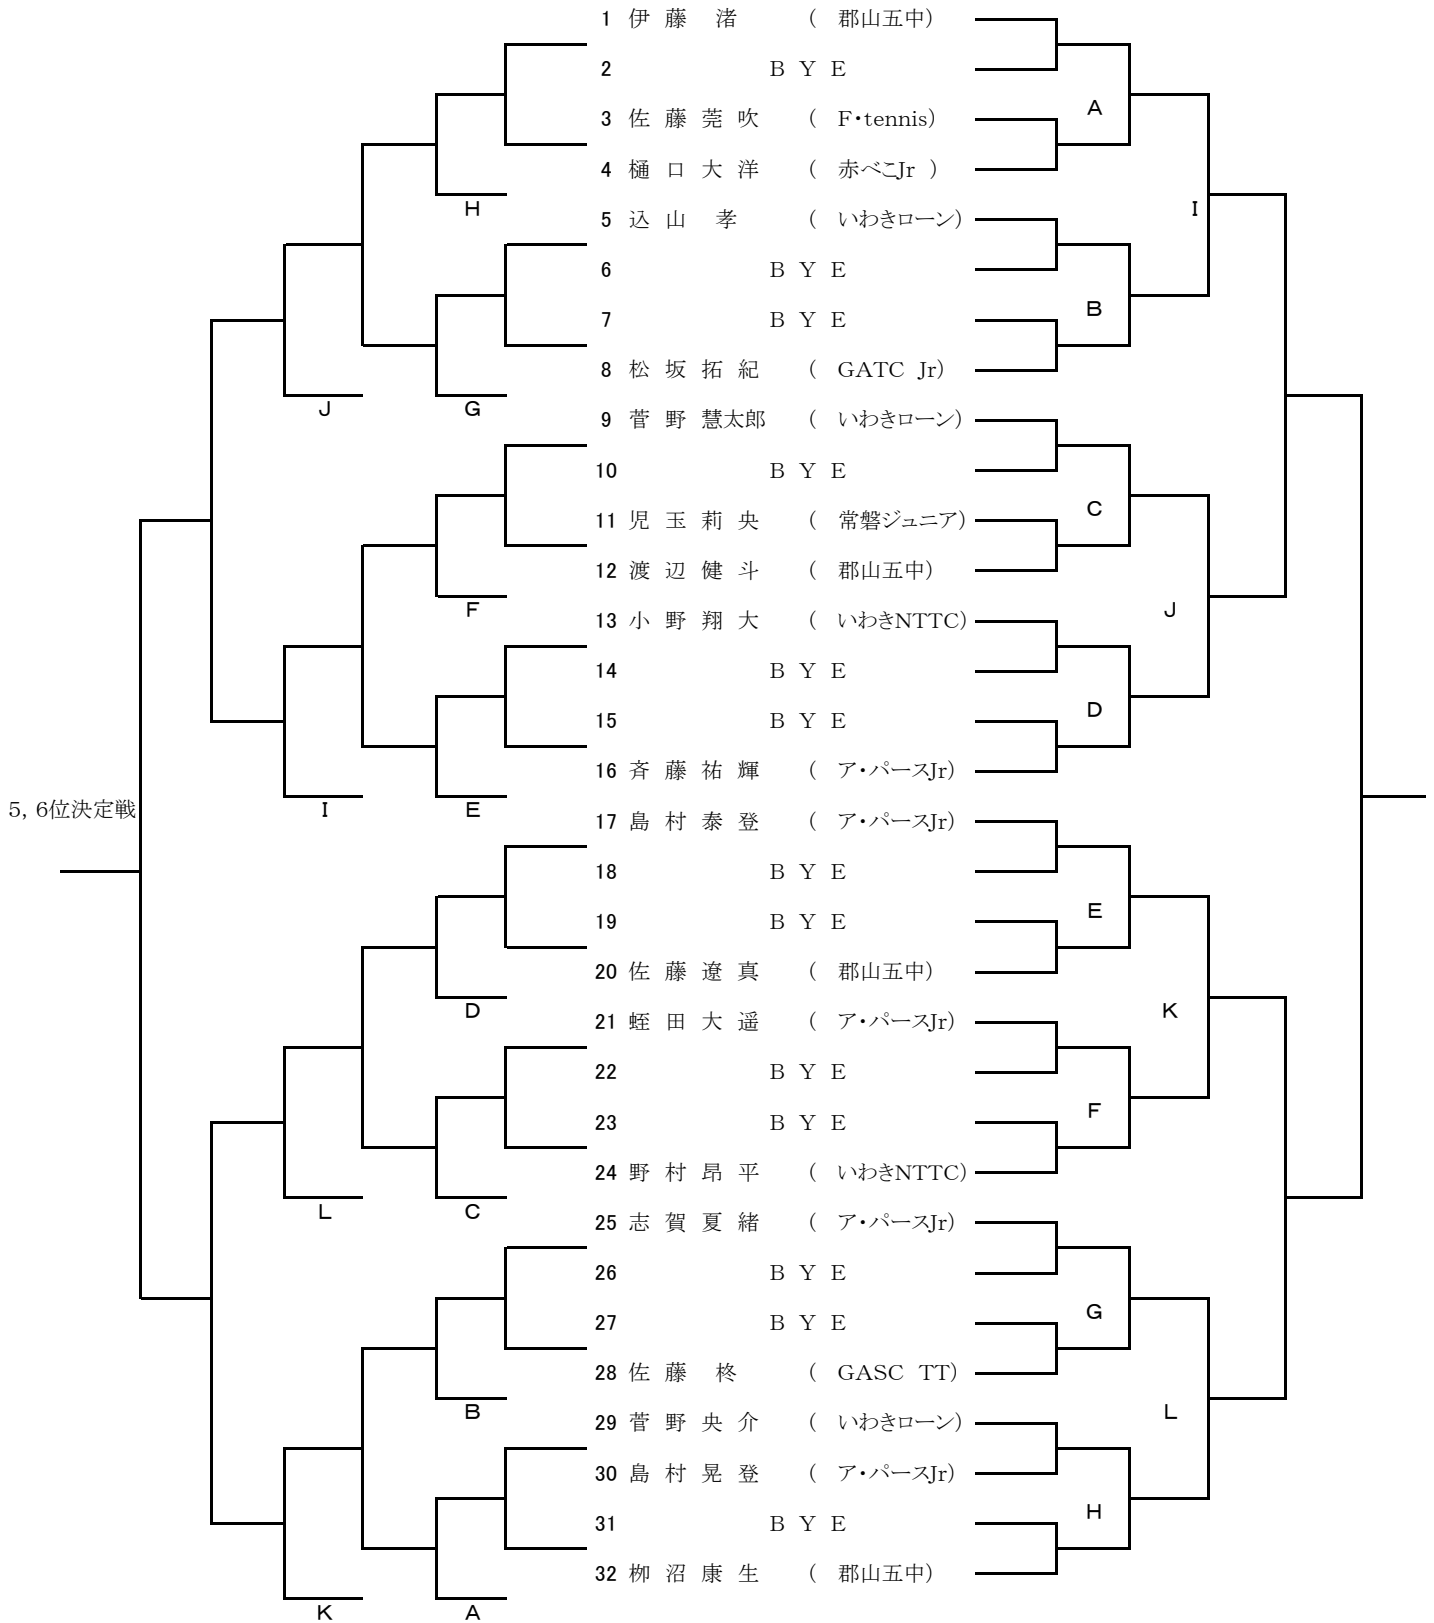 1 伊 藤 渚 ( 郡山五中)
2 B Y E
A
3 佐 藤 莞 吹 ( F・tennis)
4 樋 口 大 洋 ( 赤べこJr )
H
I
5 込 山 孝 ( いわきローン)
6 B Y E
B
7 B Y E
8 松 坂 拓 紀 ( GATC Jr)
J
G
9 菅 野 慧太郎 ( いわきローン)
10 B Y E
C
11 児 玉 莉 央 ( 常磐ジュニア)
12 渡 辺 健 斗 ( 郡山五中)
F
J
13 小 野 翔 大 ( いわきNTTC)
14 B Y E
D
15 B Y E
16 斉 藤 祐 輝 ( ア・パースJr)
5, 6位決定戦
I
E
17 島 村 泰 登 ( ア・パースJr)
18 B Y E
E
19 B Y E
20 佐 藤 遼 真 ( 郡山五中)
D
K
21 蛭 田 大 遥 ( ア・パースJr)
22 B Y E
F
23 B Y E
24 野 村 昂 平 ( いわきNTTC)
L
C
25 志 賀 夏 緒 ( ア・パースJr)
26 B Y E
G
27 B Y E
28 佐 藤 柊 ( GASC TT)
B
L
29 菅 野 央 介 ( いわきローン)
30 島 村 晃 登 ( ア・パースJr)
H
31 B Y E
32 栁 沼 康 生 ( 郡山五中)
K
A